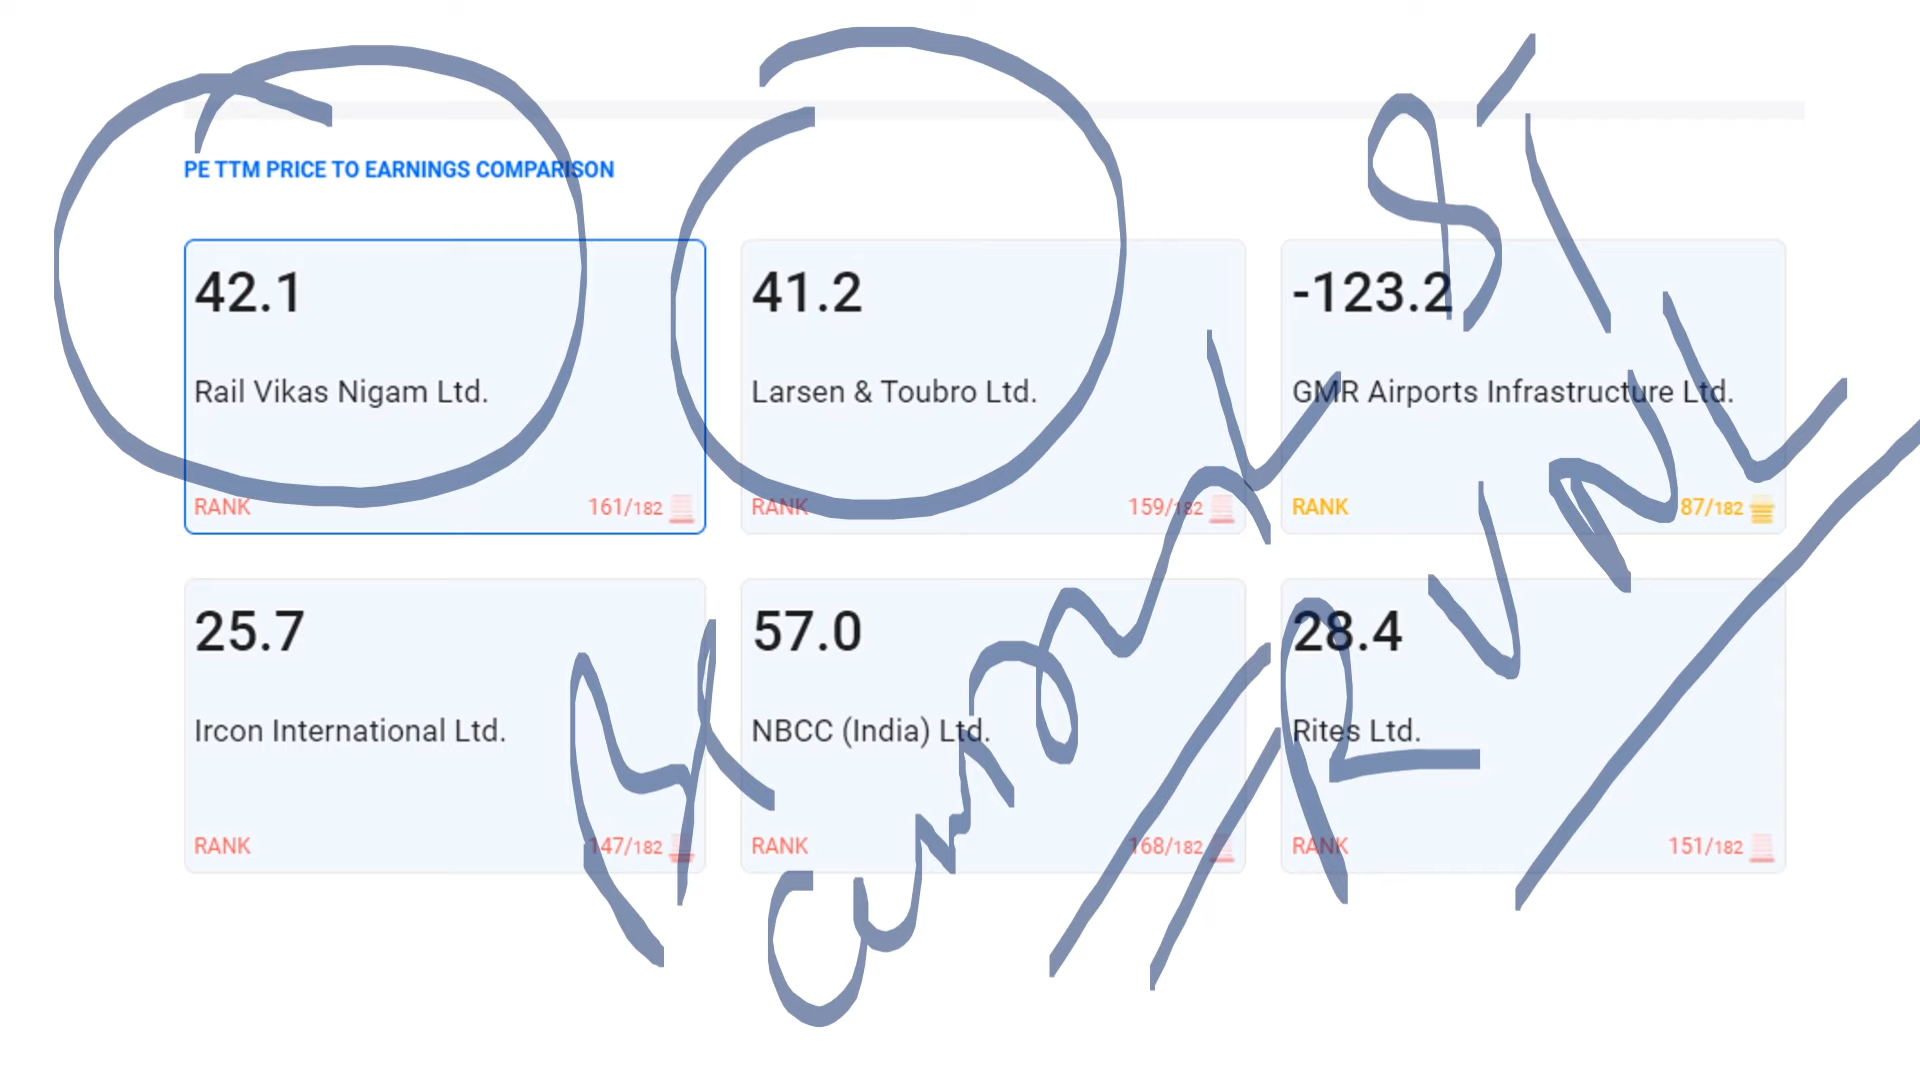 PE TTM PRICE TO EARNINGS COMPARISON
42.1
Rail Vikas Nigam Ltd.
RANK 161/182
41.2
Larsen & Toubro Ltd.
RANK 159/182
-123.2
GMR Airports Infrastructure Ltd.
RANK 87/182
25.7
Ircon International Ltd.
RANK 147/182
57.0
NBCC (India) Ltd.
RANK 168/182
28.4
Rites Ltd.
RANK 151/182
RVNL